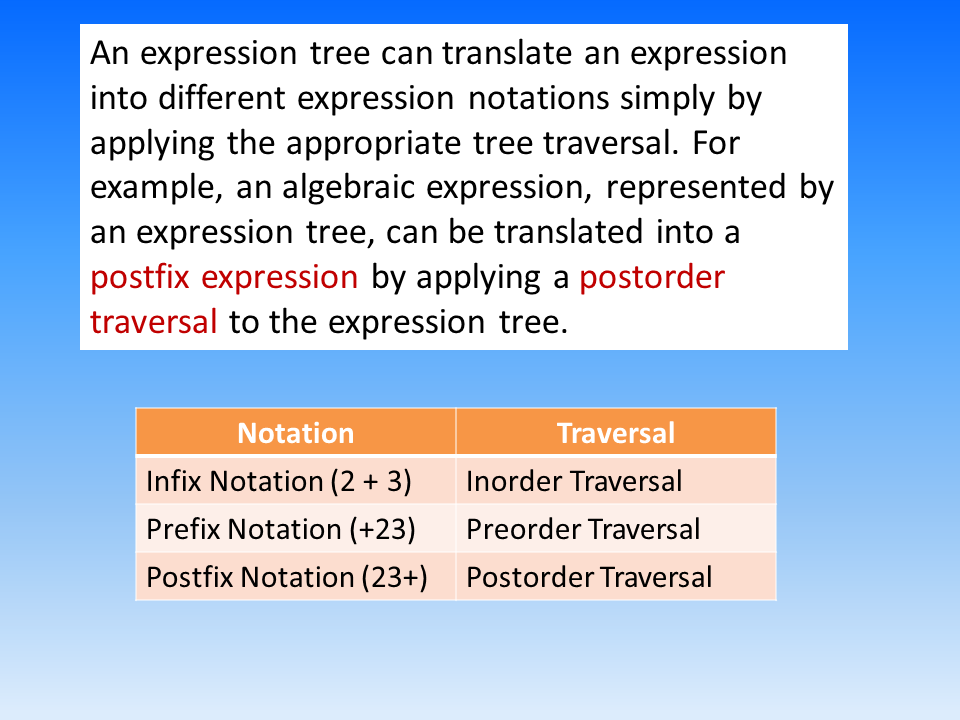 An expression tree can translate an expression
into different expression notations simply by
applying the appropriate tree traversal. For
example, an algebraic expression, represented by
an expression tree, can be translated into a
postfix expression by applying a postorder
traversal to the expression tree.
Notation Traversal
Infix Notation (2 + 3) Inorder Traversal
Prefix Notation (+23) Preorder Traversal
Postfix Notation (23+) Postorder Traversal